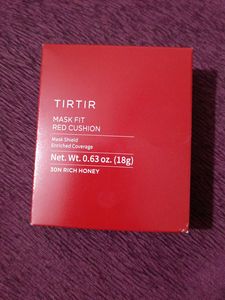 TIRTIR
MASK FIT
RED CUSHION
Mask Shield
Enriched Coverage
Net. Wt. 0.63 oz. (18g)
30N RICH HONEY